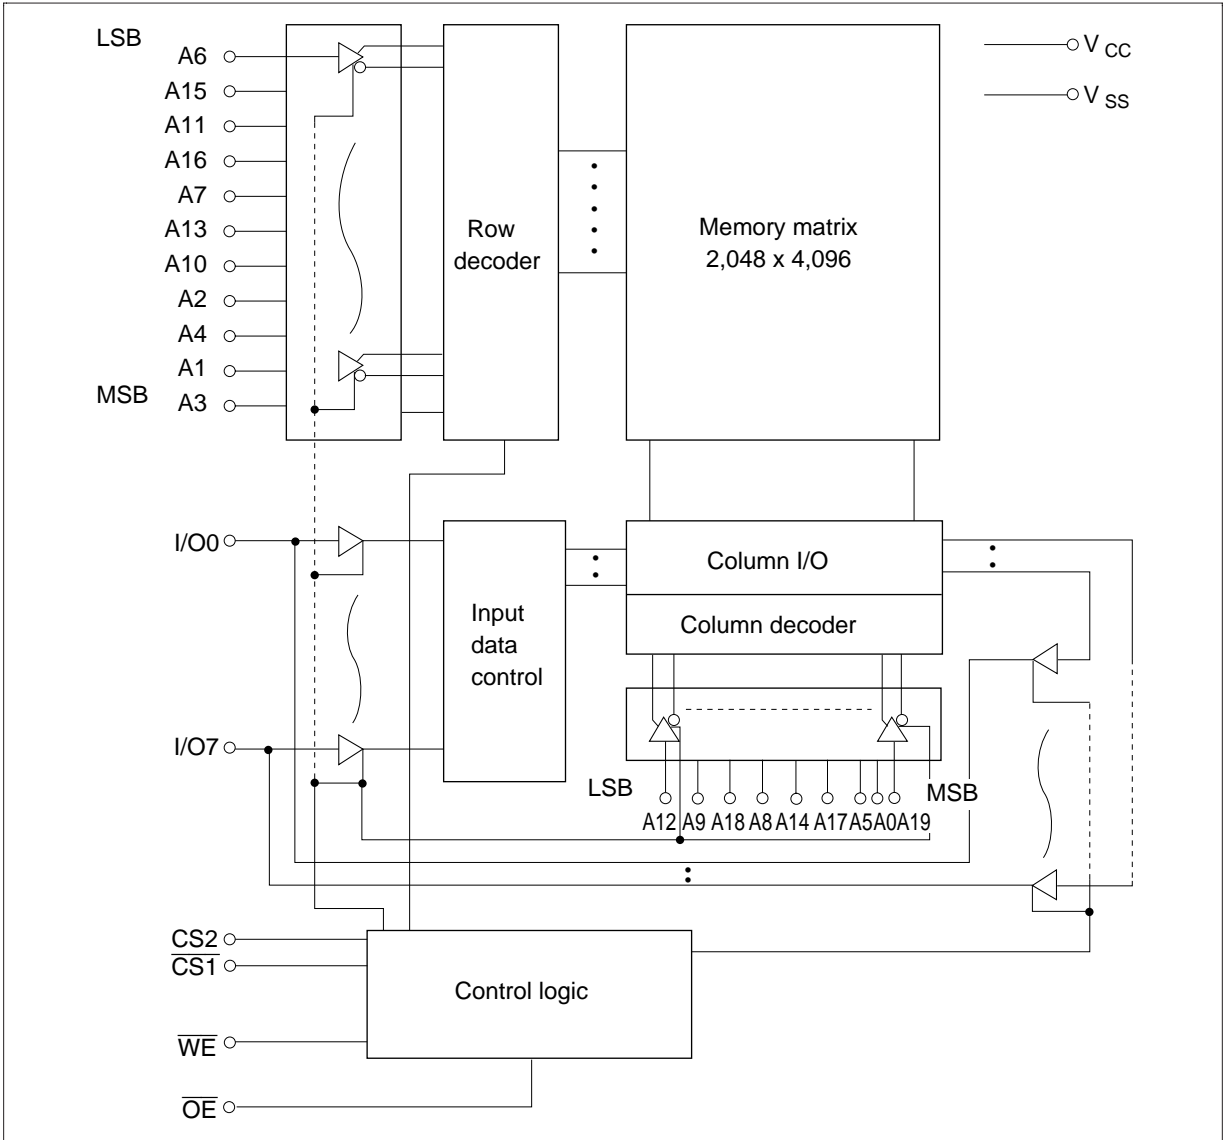 LSB
A6
A15
A11
A16
A7
A13
A10
A2
A4
A1
MSB
A3
Row
decoder
Memory matrix
2,048 x 4,096
V CC
V SS
I/O0
I/O7
Input
data
control
Column I/O
Column decoder
LSB
MSB
A12 A9 A18 A8 A14 A17 A5 A0 A19
CS2
CS1
WE
OE
Control logic